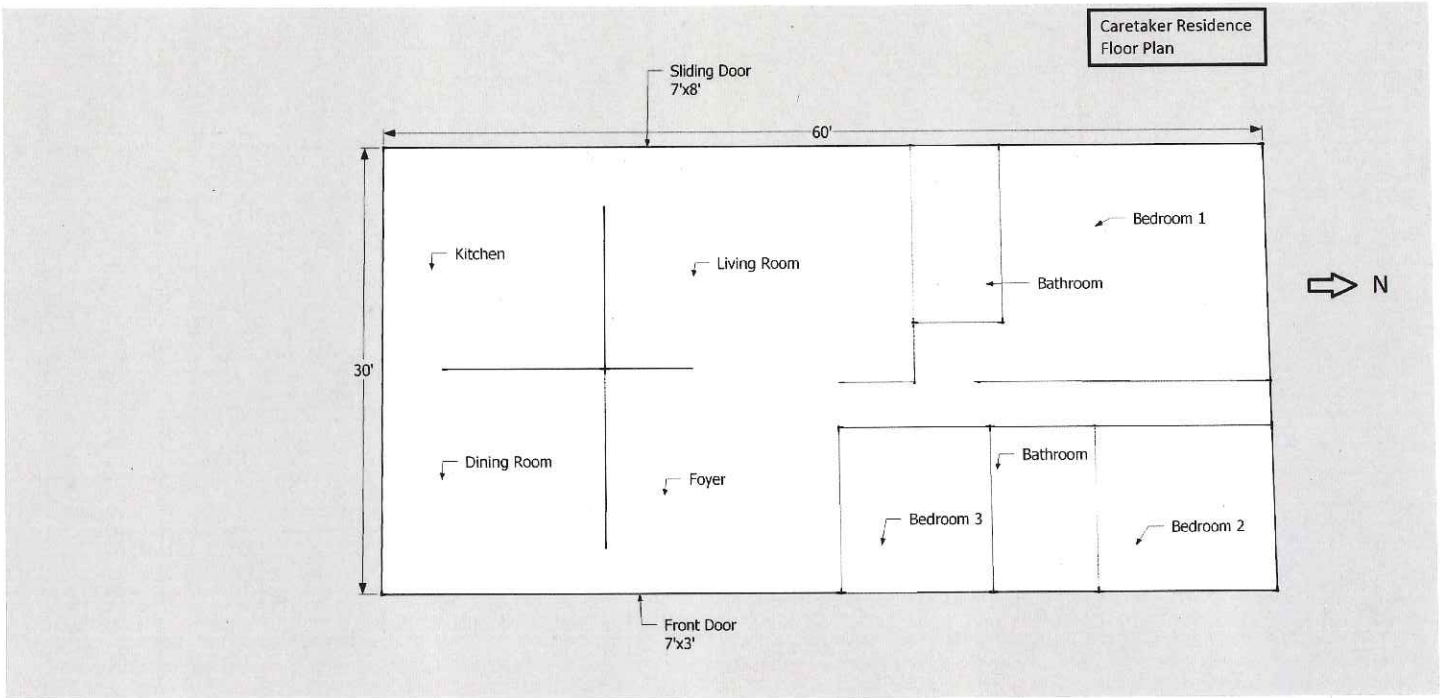 Caretaker Residence
Floor Plan
Sliding Door
7'x8'
60'
Bedroom 1
Kitchen
Living Room
Bathroom
N
30'
Dining Room
Foyer
Bathroom
Bedroom 3
Bedroom 2
Front Door
7'x3'